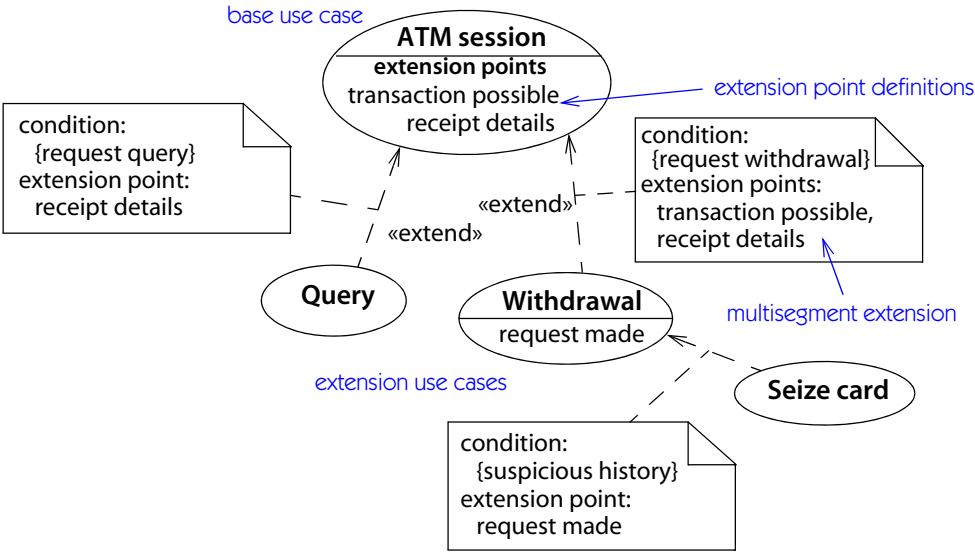 base use case
ATM session
extension points
transaction possible
receipt details
extension point definitions
condition:
{request query}
extension point:
receipt details
condition:
{request withdrawal}
extension points:
transaction possible,
receipt details
«extend»
«extend»
Query
Withdrawal
request made
multisegment extension
extension use cases
Seize card
condition:
{suspicious history}
extension point:
request made